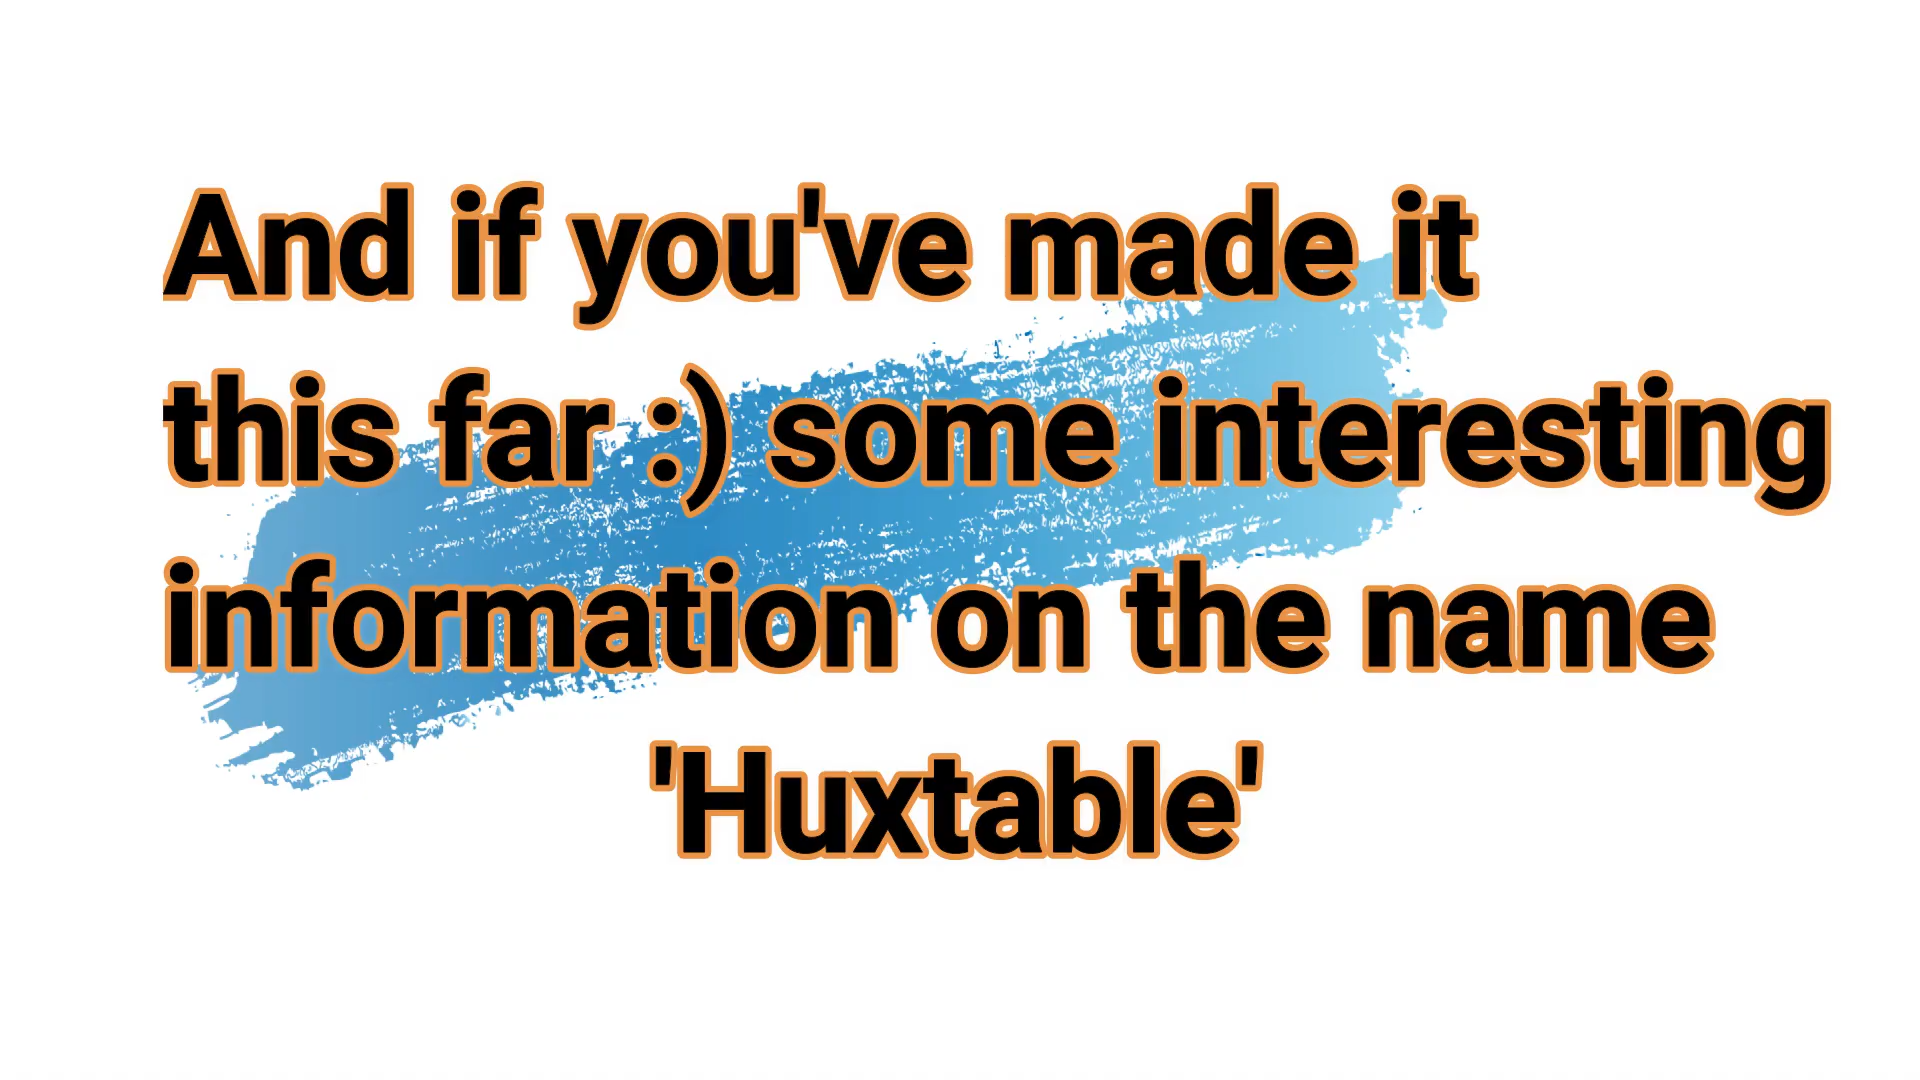 And if you've made it
this far :) some interesting
information on the name
'Huxtable'